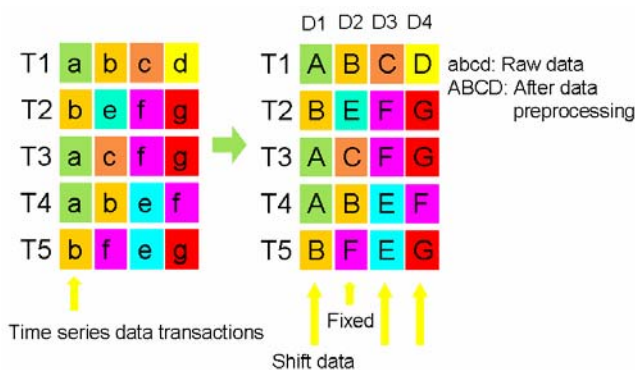 D1 D2 D3 D4
T1 a b c d
T1 A B C D
abcd: Raw data
ABCD: After data
preprocessing
T2 b e f g
T2 B E F G
T3 a c f g
T3 A C F G
T4 a b e f
T4 A B E F
T5 b f e g
T5 B F E G
Time series data transactions
Fixed
Shift data